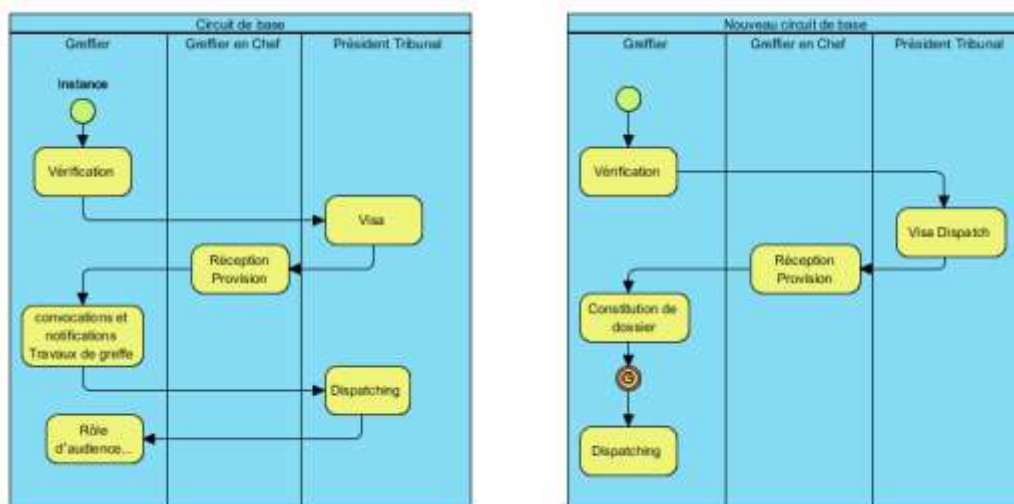 Circuit de base
Greffier
Greffier en Chef
Président Tribunal
Instance
Vérification
Visa
Réception
Provision
convocations et
notifications
Travaux de greffe
Dispatching
Rôle
d'audience...
Nouveau circuit de base
Greffier
Greffier en Chef
Président Tribunal
Vérification
Visa Dispatch
Réception
Provision
Constitution de
dossier
Dispatching